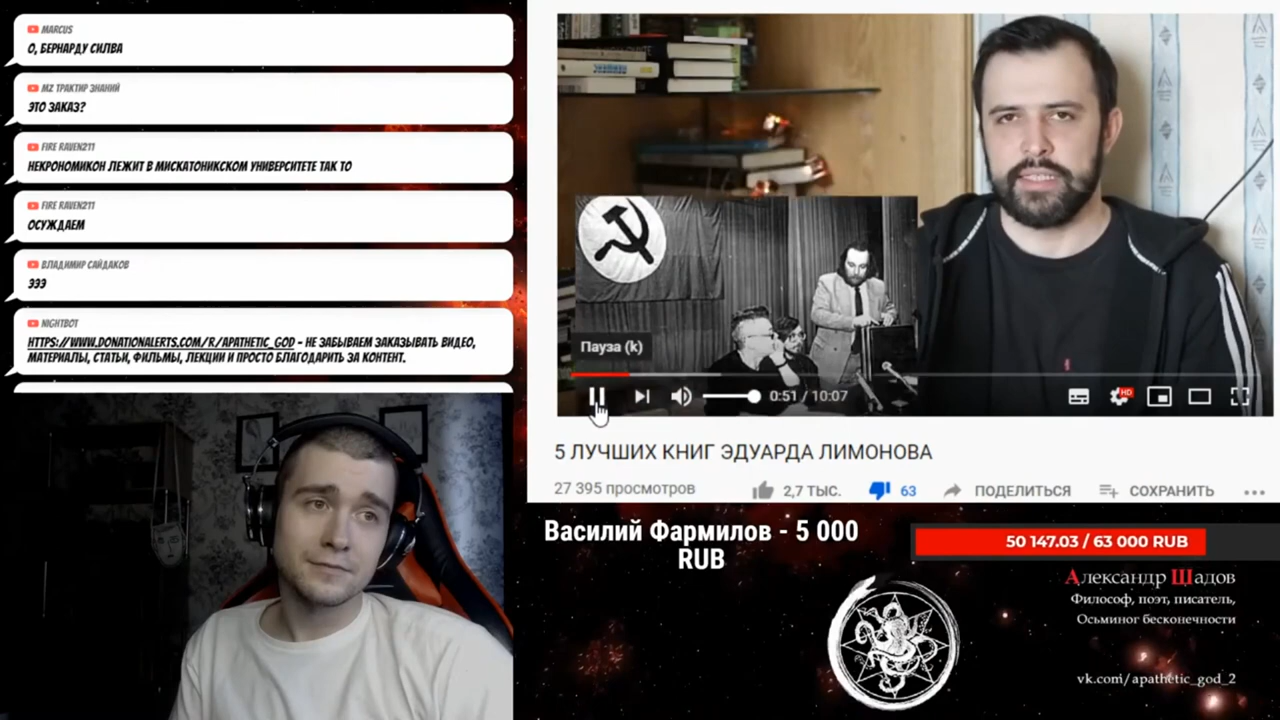 MARCUS
О, БЕРНАРДУ СИЛВА
MZ ТРАКТИР ЗНАНИЙ
ЭТО ЗАКАЗ?
FIRE RAVEN211
НЕКРОНОМИКОН ЛЕЖИТ В МИСКАТОНИКСКОМ УНИВЕРСИТЕТЕ ТАК ТО
FIRE RAVEN211
ОСУЖДАЕМ
ВЛАДИМИР САЙДАКОВ
ЭЭЭ
NIGHTBOT
HTTPS://WWW.DONATIONALERTS.COM/R/APATHETIC_GOD - НЕ ЗАБЫВАЕМ ЗАКАЗЫВАТЬ ВИДЕО,
МАТЕРИАЛЫ, СТАТЬИ, ФИЛЬМЫ, ЛЕКЦИИ И ПРОСТО БЛАГОДАРИТЬ ЗА КОНТЕНТ.
Пауза (k)
0:51 / 10:07
HD
5 ЛУЧШИХ КНИГ ЭДУАРДА ЛИМОНОВА
27 395 просмотров
2,7 ТЫС.
63
ПОДЕЛИТЬСЯ
СОХРАНИТЬ
Василий Фармилов - 5 000
RUB
50 147.03 / 63 000 RUB
Александр Шадов
Философ, поэт, писатель,
Осьминог бесконечности
vk.com/apathetic_god_2